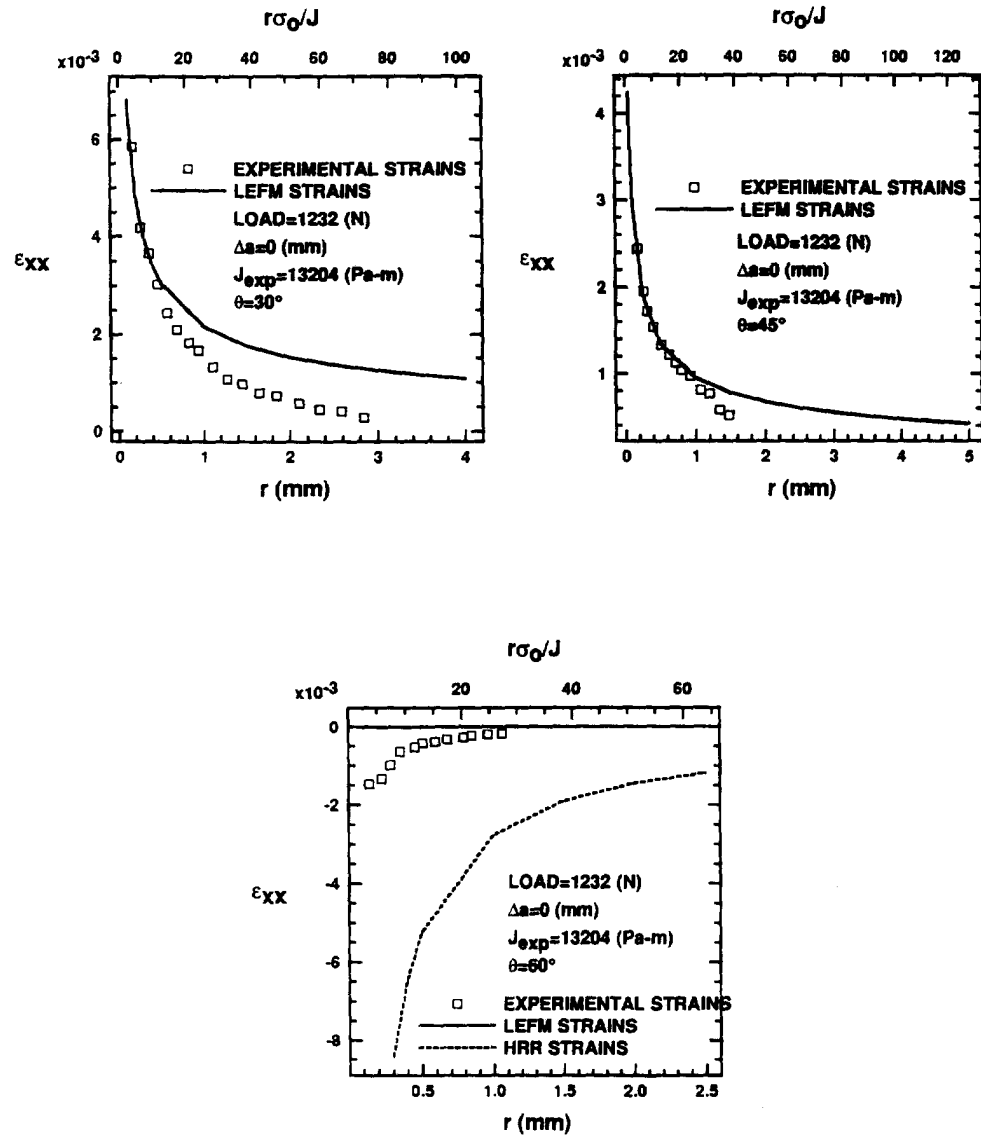 rσ₀/J
x10⁻³ 0 20 40 60 80 100
6
4
2
0
εxx
EXPERIMENTAL STRAINS
LEFM STRAINS
LOAD=1232 (N)
Δa=0 (mm)
Jexp=13204 (Pa-m)
θ=30°
0 1 2 3 4
r (mm)
rσ₀/J
x10⁻³ 0 20 40 60 80 100 120
4
3
2
1
εxx
EXPERIMENTAL STRAINS
LEFM STRAINS
LOAD=1232 (N)
Δa=0 (mm)
Jexp=13204 (Pa-m)
θ=45°
0 1 2 3 4 5
r (mm)
rσ₀/J
x10⁻³ 20 40 60
0
-2
-4
-6
-8
εxx
LOAD=1232 (N)
Δa=0 (mm)
Jexp=13204 (Pa-m)
θ=60°
EXPERIMENTAL STRAINS
LEFM STRAINS
HRR STRAINS
0.5 1.0 1.5 2.0 2.5
r (mm)